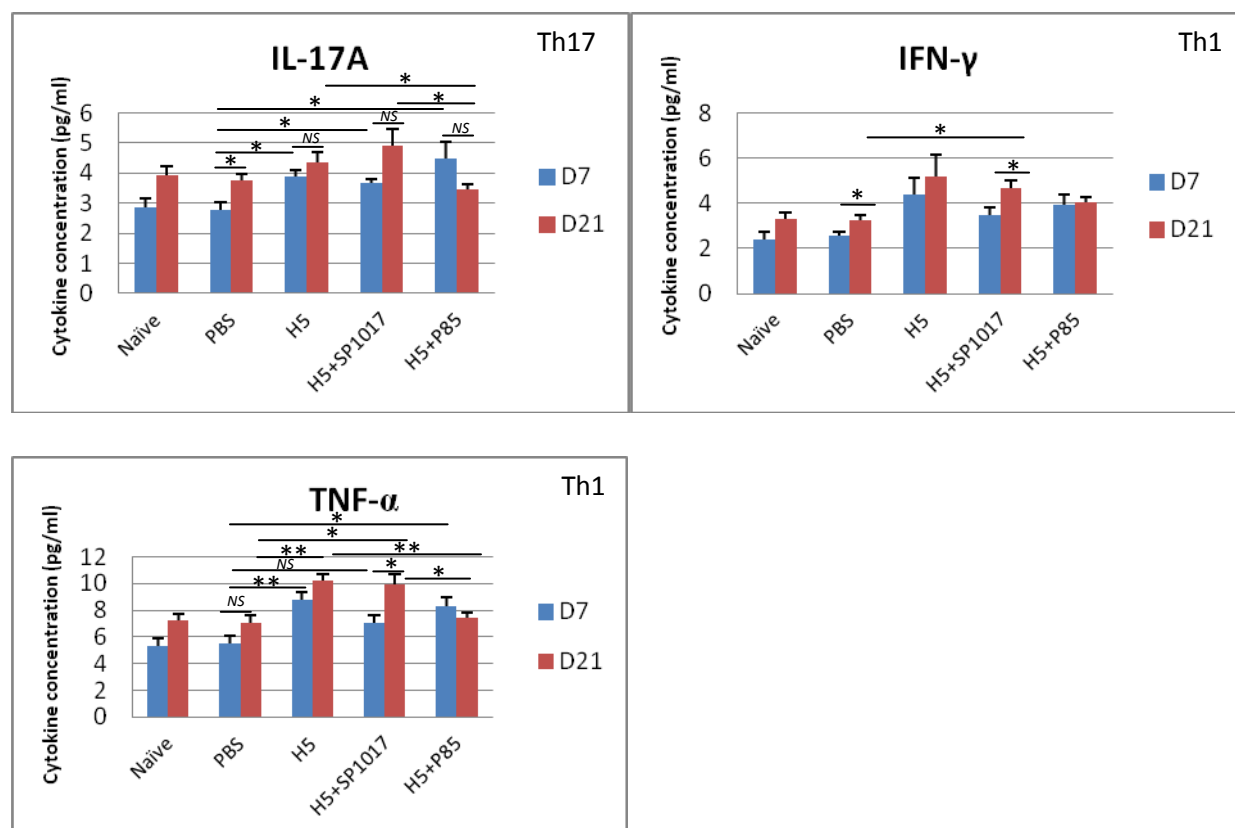 IL-17A
Th17
Cytokine concentration (pg/ml)
6
5
4
3
2
1
0
*
*
*
*
*
*
*
NS
NS
NS
D7
D21
Naïve
PBS
H5
H5+SP1017
H5+P85
IFN-γ
Th1
Cytokine concentration (pg/ml)
8
6
4
2
0
*
*
*
D7
D21
Naïve
PBS
H5
H5+SP1017
H5+P85
TNF-α
Th1
Cytokine concentration (pg/ml)
12
10
8
6
4
2
0
*
*
**
**
NS
*
**
*
NS
D7
D21
Naïve
PBS
H5
H5+SP1017
H5+P85